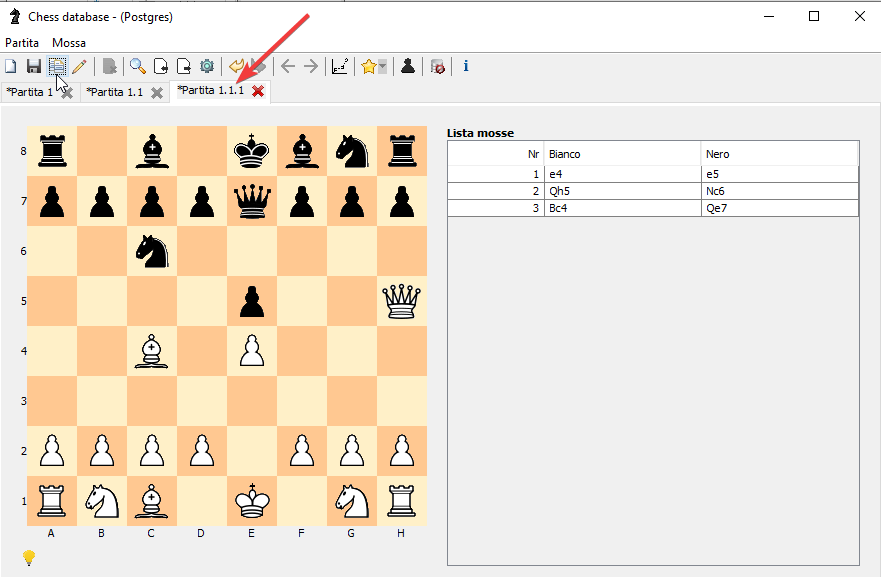 Chess database - (Postgres)
Partita Mossa
*Partita 1 *Partita 1.1 *Partita 1.1.1
Lista mosse
Nr Bianco Nero
1 e4 e5
2 Qh5 Nc6
3 Bc4 Qe7
8
7
6
5
4
3
2
1
A B C D E F G H